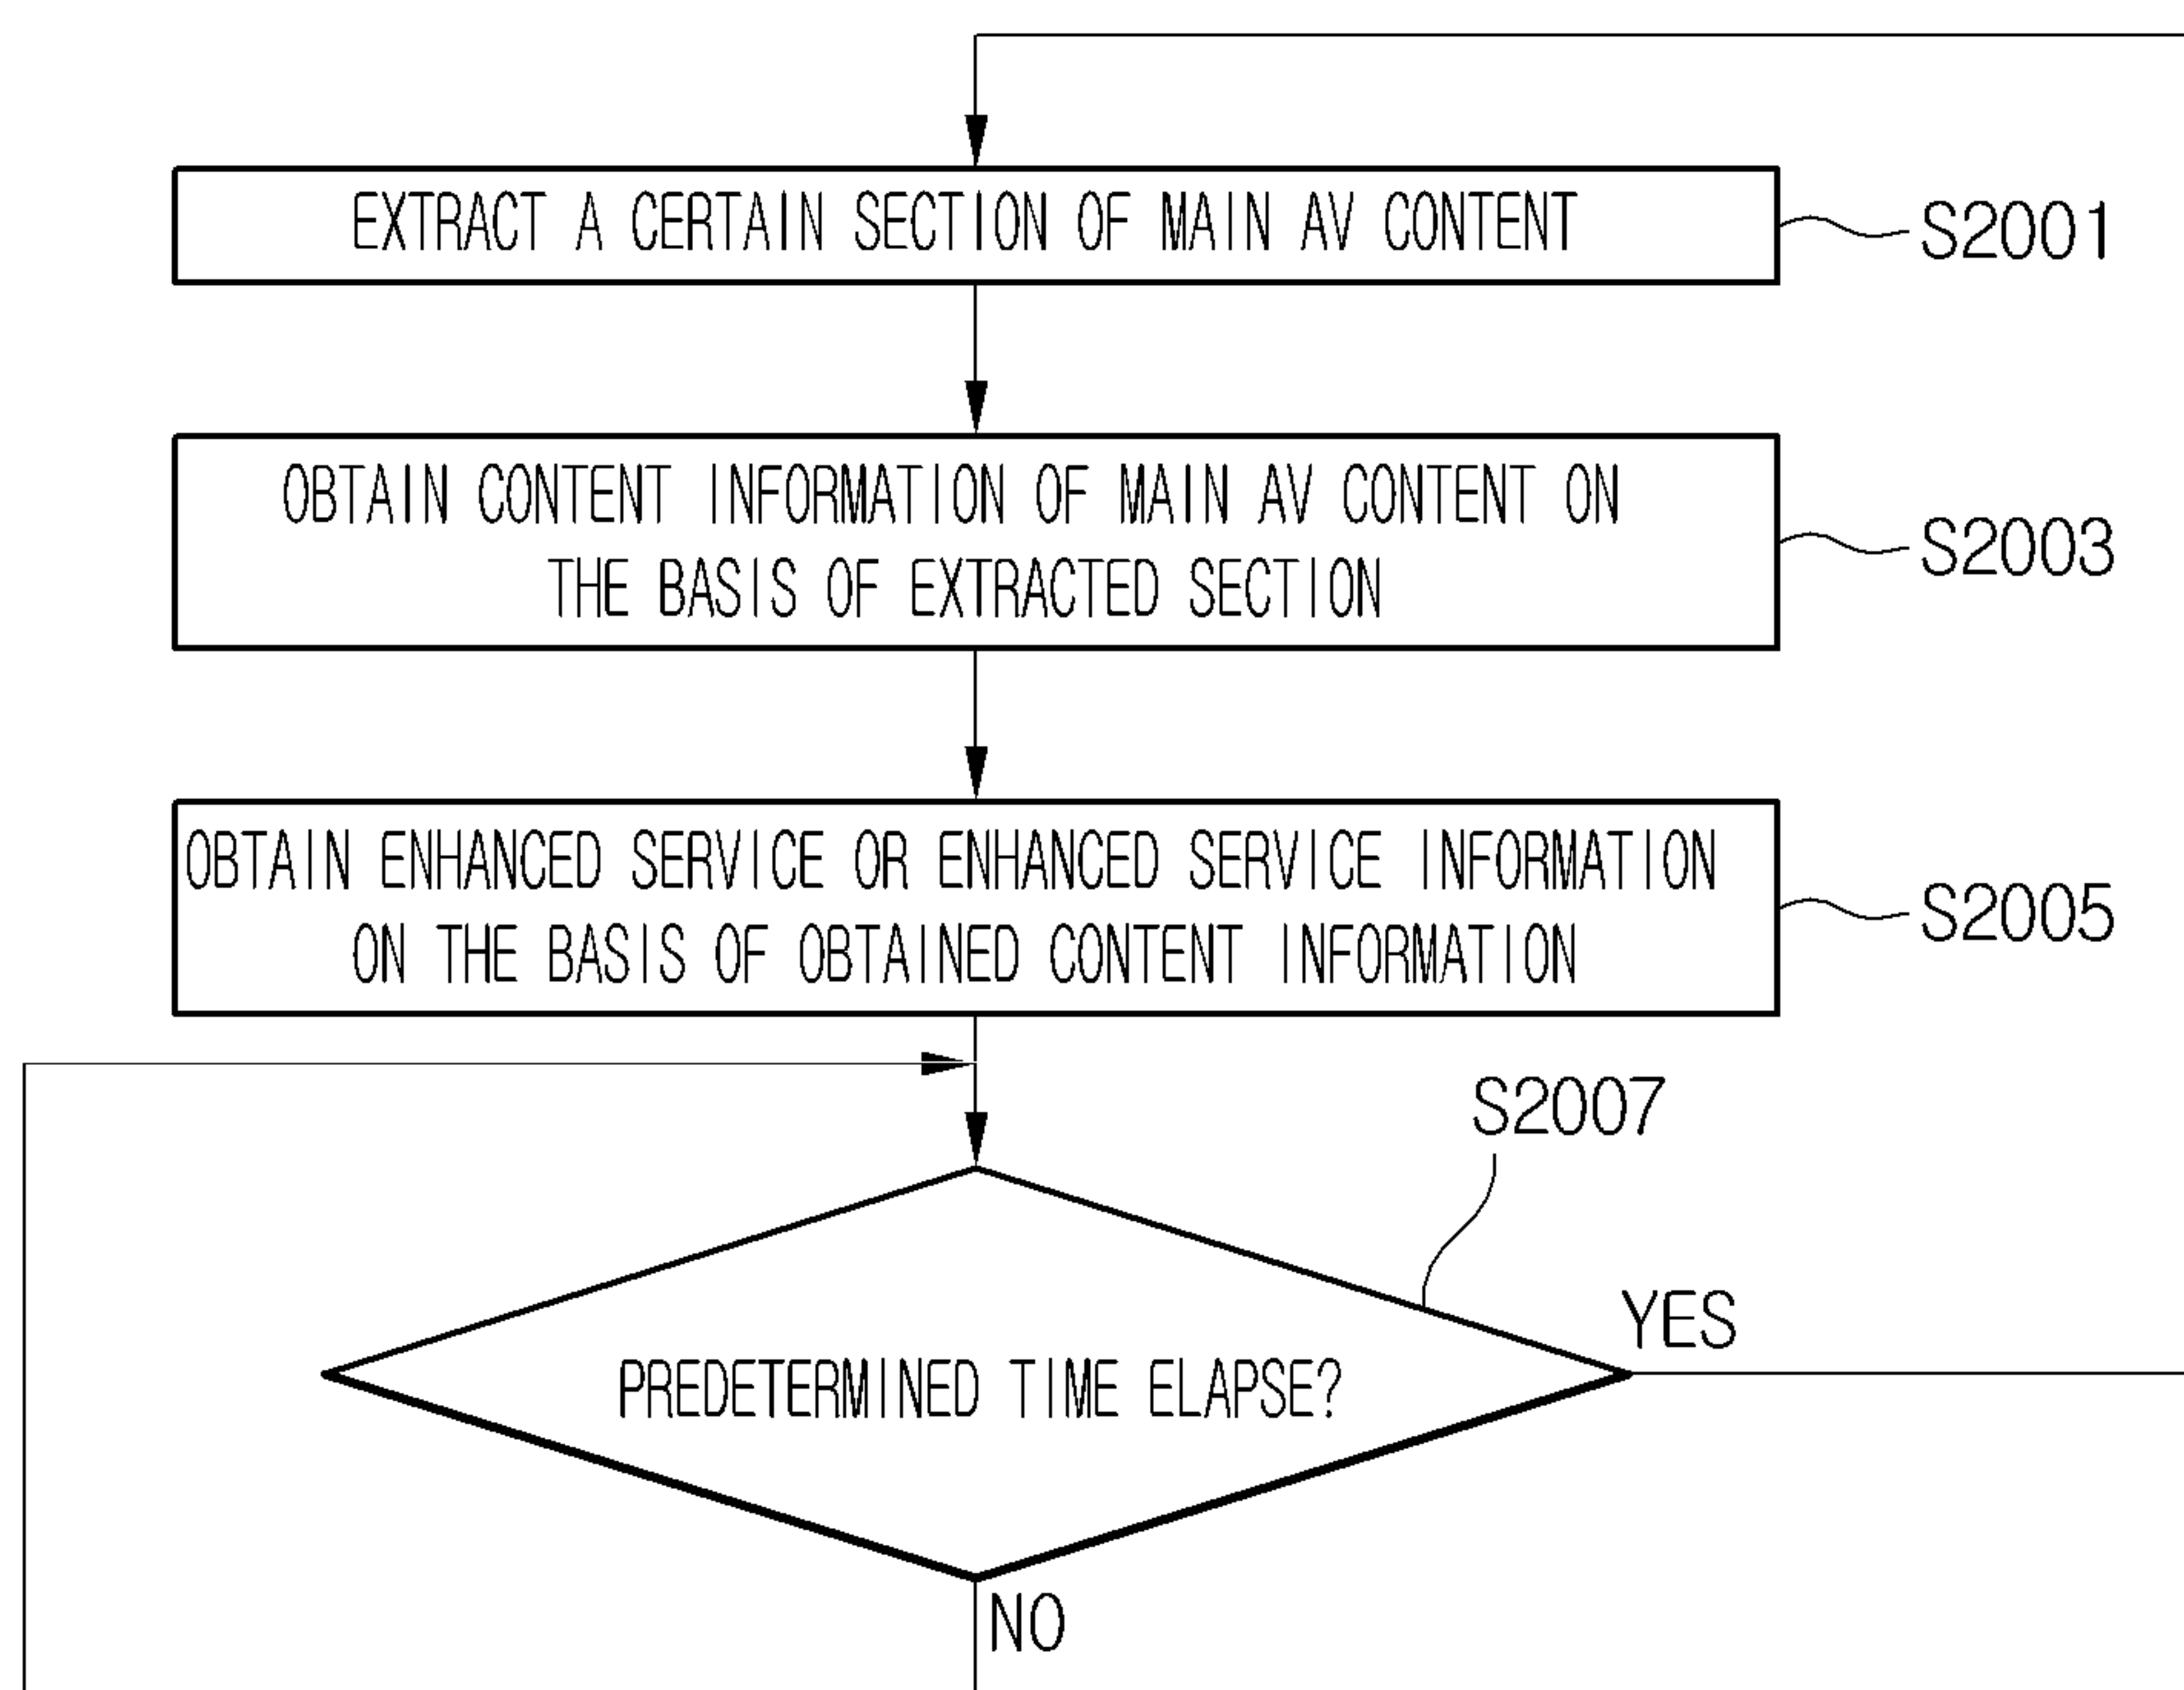 EXTRACT A CERTAIN SECTION OF MAIN AV CONTENT
S2001
OBTAIN CONTENT INFORMATION OF MAIN AV CONTENT ON
THE BASIS OF EXTRACTED SECTION
S2003
OBTAIN ENHANCED SERVICE OR ENHANCED SERVICE INFORMATION
ON THE BASIS OF OBTAINED CONTENT INFORMATION
S2005
S2007
PREDETERMINED TIME ELAPSE?
YES
NO